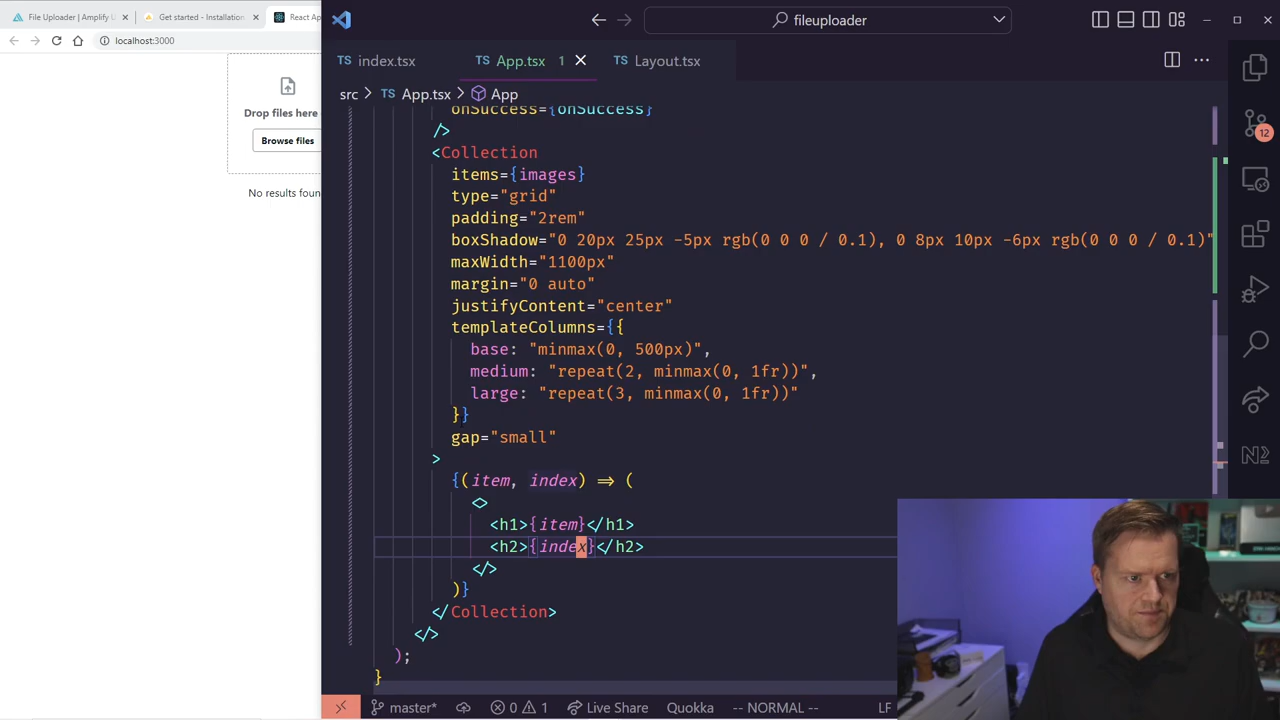 File Uploader | Amplify U
Get started - Installation
React Ap
fileuploader
localhost:3000
TS index.tsx
TS App.tsx 1
TS Layout.tsx
src > TS App.tsx > App
Drop files here
Browse files
No results foun
onSuccess={onSuccess}
/>
<Collection
items={images}
type="grid"
padding="2rem"
boxShadow="0 20px 25px -5px rgb(0 0 0 / 0.1), 0 8px 10px -6px rgb(0 0 0 / 0.1)"
maxWidth="1100px"
margin="0 auto"
justifyContent="center"
templateColumns={{
base: "minmax(0, 500px)",
medium: "repeat(2, minmax(0, 1fr))",
large: "repeat(3, minmax(0, 1fr))"
}}
gap="small"
>
{(item, index) => (
<>
<h1>{item}</h1>
<h2>{index}</h2>
</>
)}
</Collection>
</>
);
}
12
master*
0
1
Live Share
Quokka
-- NORMAL --
LF